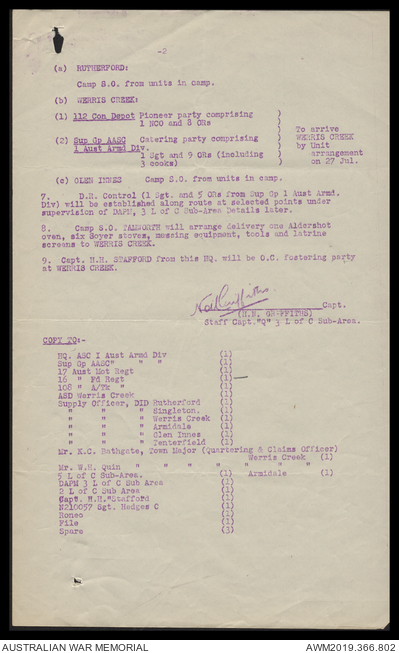 -2
(a) RUTHERFORD:
Camp S.O. from units in camp.
(b) WERRIS CREEK:
(1) 112 Con Depot Pioneer party comprising )
1 NCO and 8 ORs )
) To arrive
(2) Sup Gp AASC Catering party comprising ) WERRIS CREEK
1 Aust Armd Div. ) by Unit
1 Sgt and 9 ORs (including ) arrangement
3 cooks) ) on 27 Jul.
(c) GLEN INNES Camp S.O. from units in camp.
7. D.R. Control (1 Sgt. and 5 ORs from Sup Gp 1 Aust Armd.
Div) will be established along route at selected points under
supervision of DAPM, 3 L of C Sub-Area Details later.
8. Camp S.O. TAMWORTH will arrange delivery one Aldershot
oven, six Soyer stoves, messing equipment, tools and latrine
screens to WERRIS CREEK.
9. Capt. H.H. STAFFORD from this HQ. will be O.C. fostering party
at WERRIS CREEK.
Capt.
(H.N. GRIFFITHS)
Staff Capt."Q" 3 L of C Sub-Area.
COPY TO:-
HQ. ASC I Aust Armd Div (1)
Sup Gp AASC" " " (1)
17 Aust Mot Regt (1)
16 " Fd Regt (1)
108 " A/Tk " (1)
ASD Werris Creek (1)
Supply Officer, DID Rutherford (1)
" " " Singleton. (1)
" " " Werris Creek (1)
" " " Armidale (1)
" " " Glen Innes (1)
" " " Tenterfield (1)
Mr. K.C. Bathgate, Town Major (Quartering & Claims Officer)
Werris Creek (1)
Mr. W.H. Quin " " " " " "
5 L of C Sub-Area. (1) Armidale (1)
DAPM 3 L of C Sub Area (1)
2 L of C Sub Area (1)
Capt. H.H."Stafford (1)
N210057 Sgt. Hedges C (1)
Roneo (1)
File (1)
Spare (3)
AUSTRALIAN WAR MEMORIAL
AWM2019.366.802